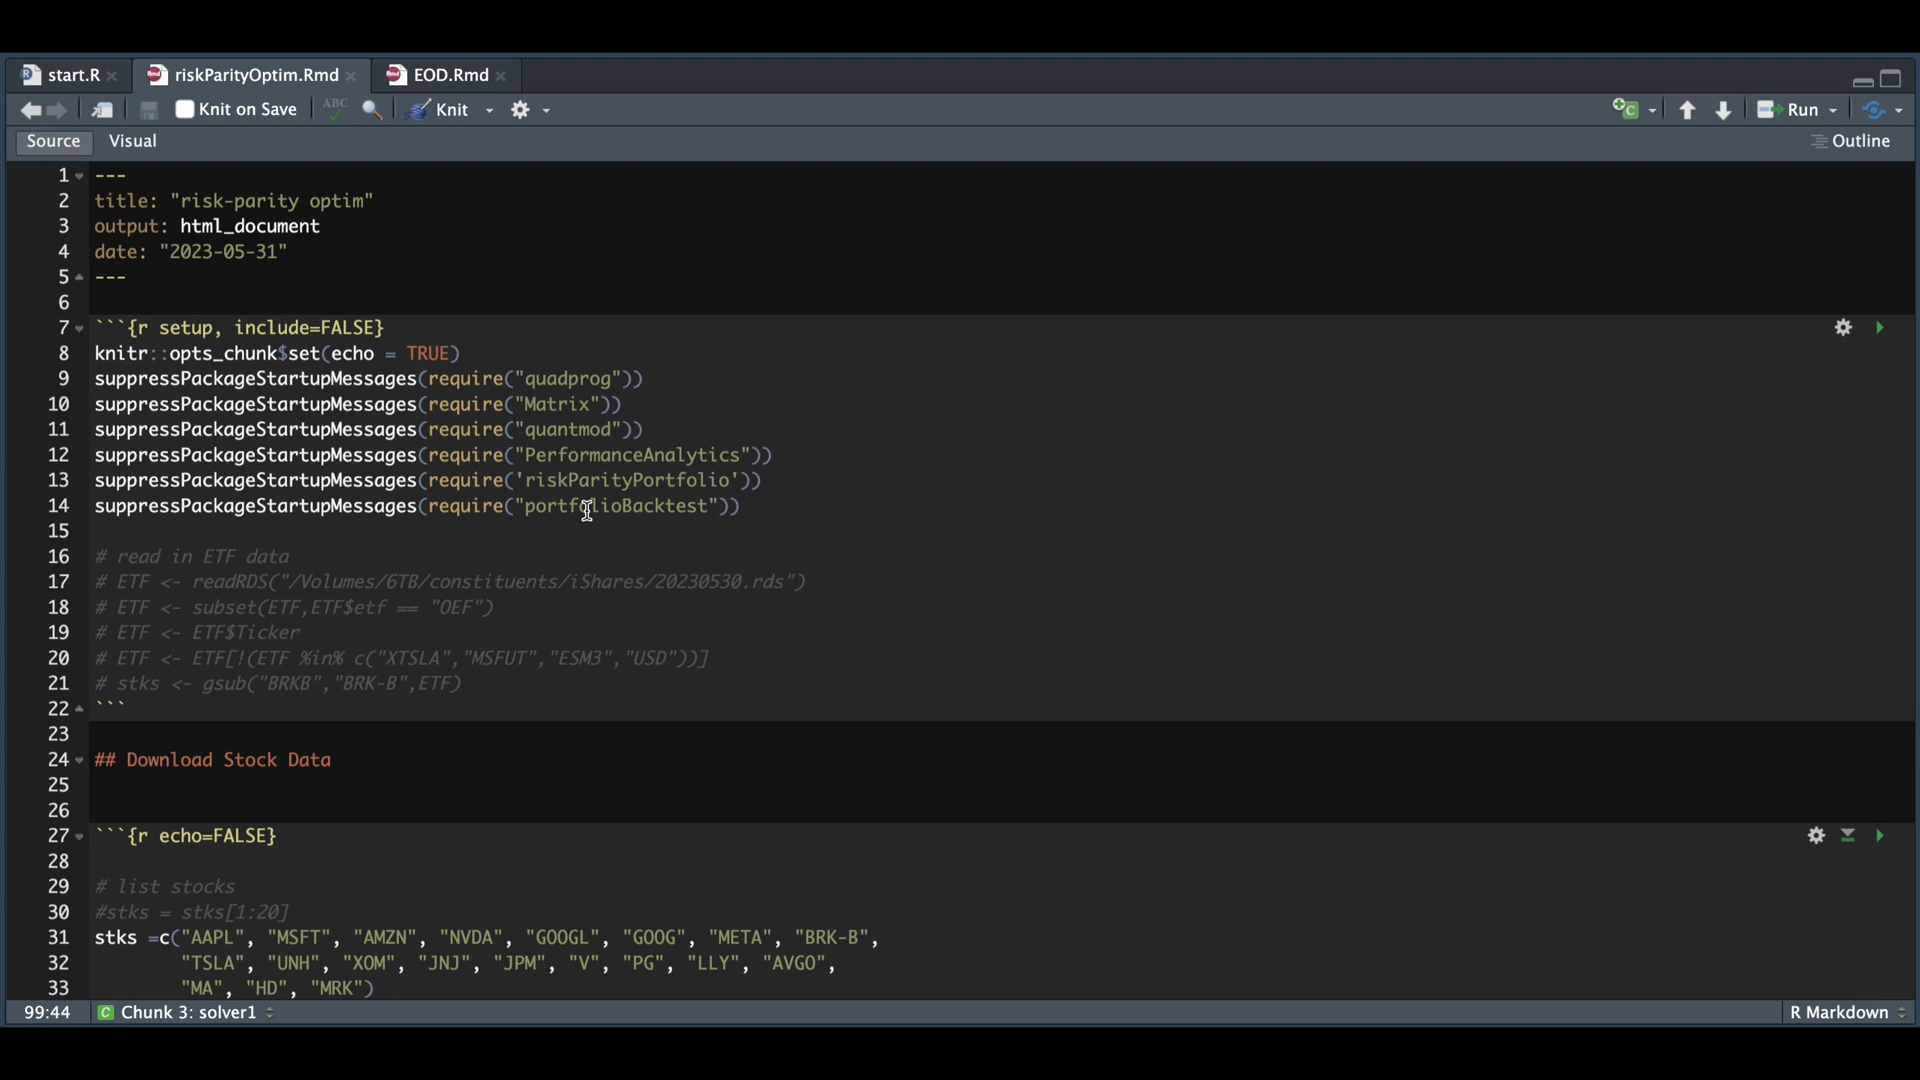 start.R
riskParityOptim.Rmd
EOD.Rmd
Knit on Save
ABC
Knit
Run
Source
Visual
Outline
1 ---
2 title: "risk-parity optim"
3 output: html_document
4 date: "2023-05-31"
5 ---
6
7 ```{r setup, include=FALSE}
8 knitr::opts_chunk$set(echo = TRUE)
9 suppressPackageStartupMessages(require("quadprog"))
10 suppressPackageStartupMessages(require("Matrix"))
11 suppressPackageStartupMessages(require("quantmod"))
12 suppressPackageStartupMessages(require("PerformanceAnalytics"))
13 suppressPackageStartupMessages(require('riskParityPortfolio'))
14 suppressPackageStartupMessages(require("portfolioBacktest"))
15
16 # read in ETF data
17 # ETF <- readRDS("/Volumes/6TB/constituents/iShares/20230530.rds")
18 # ETF <- subset(ETF,ETF$etf == "OEF")
19 # ETF <- ETF$Ticker
20 # ETF <- ETF[!(ETF %in% c("XTSLA","MSFUT","ESM3","USD"))]
21 # stks <- gsub("BRKB","BRK-B",ETF)
22 ```
23
24 ## Download Stock Data
25
26
27 ```{r echo=FALSE}
28
29 # list stocks
30 #stks = stks[1:20]
31 stks =c("AAPL", "MSFT", "AMZN", "NVDA", "GOOGL", "GOOG", "META", "BRK-B",
32 "TSLA", "UNH", "XOM", "JNJ", "JPM", "V", "PG", "LLY", "AVGO",
33 "MA", "HD", "MRK")
99:44
C Chunk 3: solver1
R Markdown